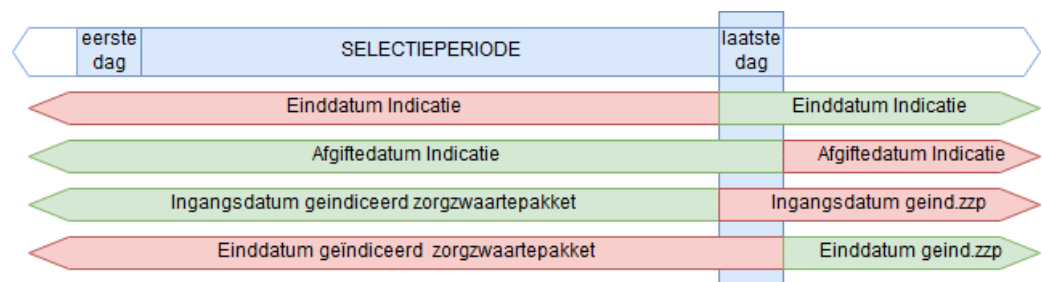 eerste
dag
SELECTIEPERIODE
laatste
dag
Einddatum Indicatie
Einddatum Indicatie
Afgiftedatum Indicatie
Afgiftedatum Indicatie
Ingangsdatum geindiceerd zorgzwaartepakket
Ingangsdatum geind.zzp
Einddatum geïndiceerd zorgzwaartepakket
Einddatum geind.zzp